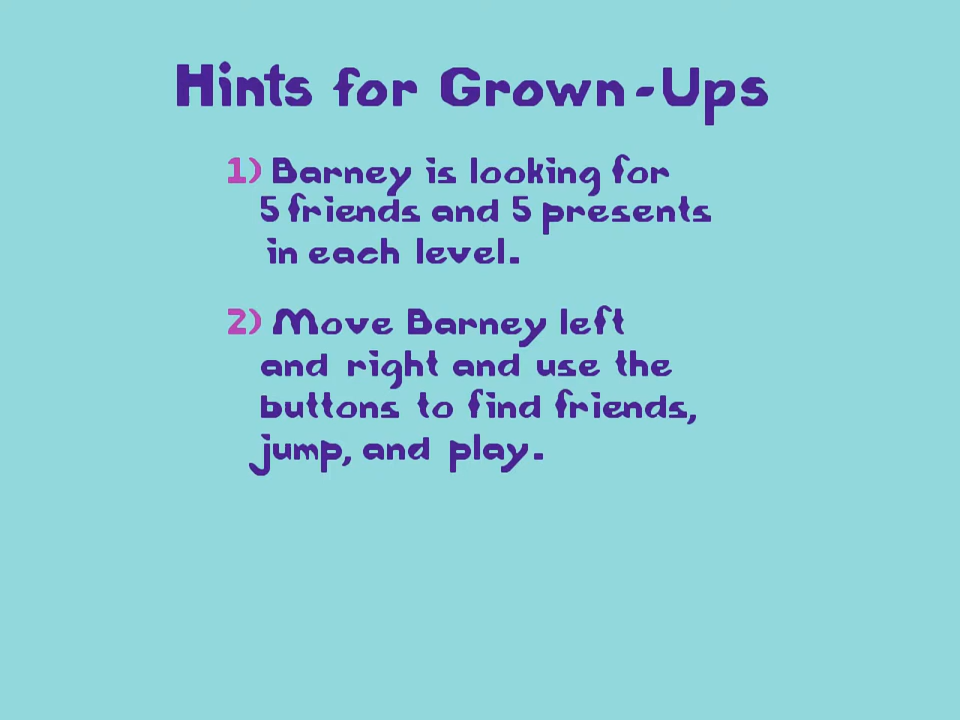 Hints for Grown-Ups
1) Barney is looking for
5 friends and 5 presents
in each level.
2) Move Barney left
and right and use the
buttons to find friends,
jump, and play.